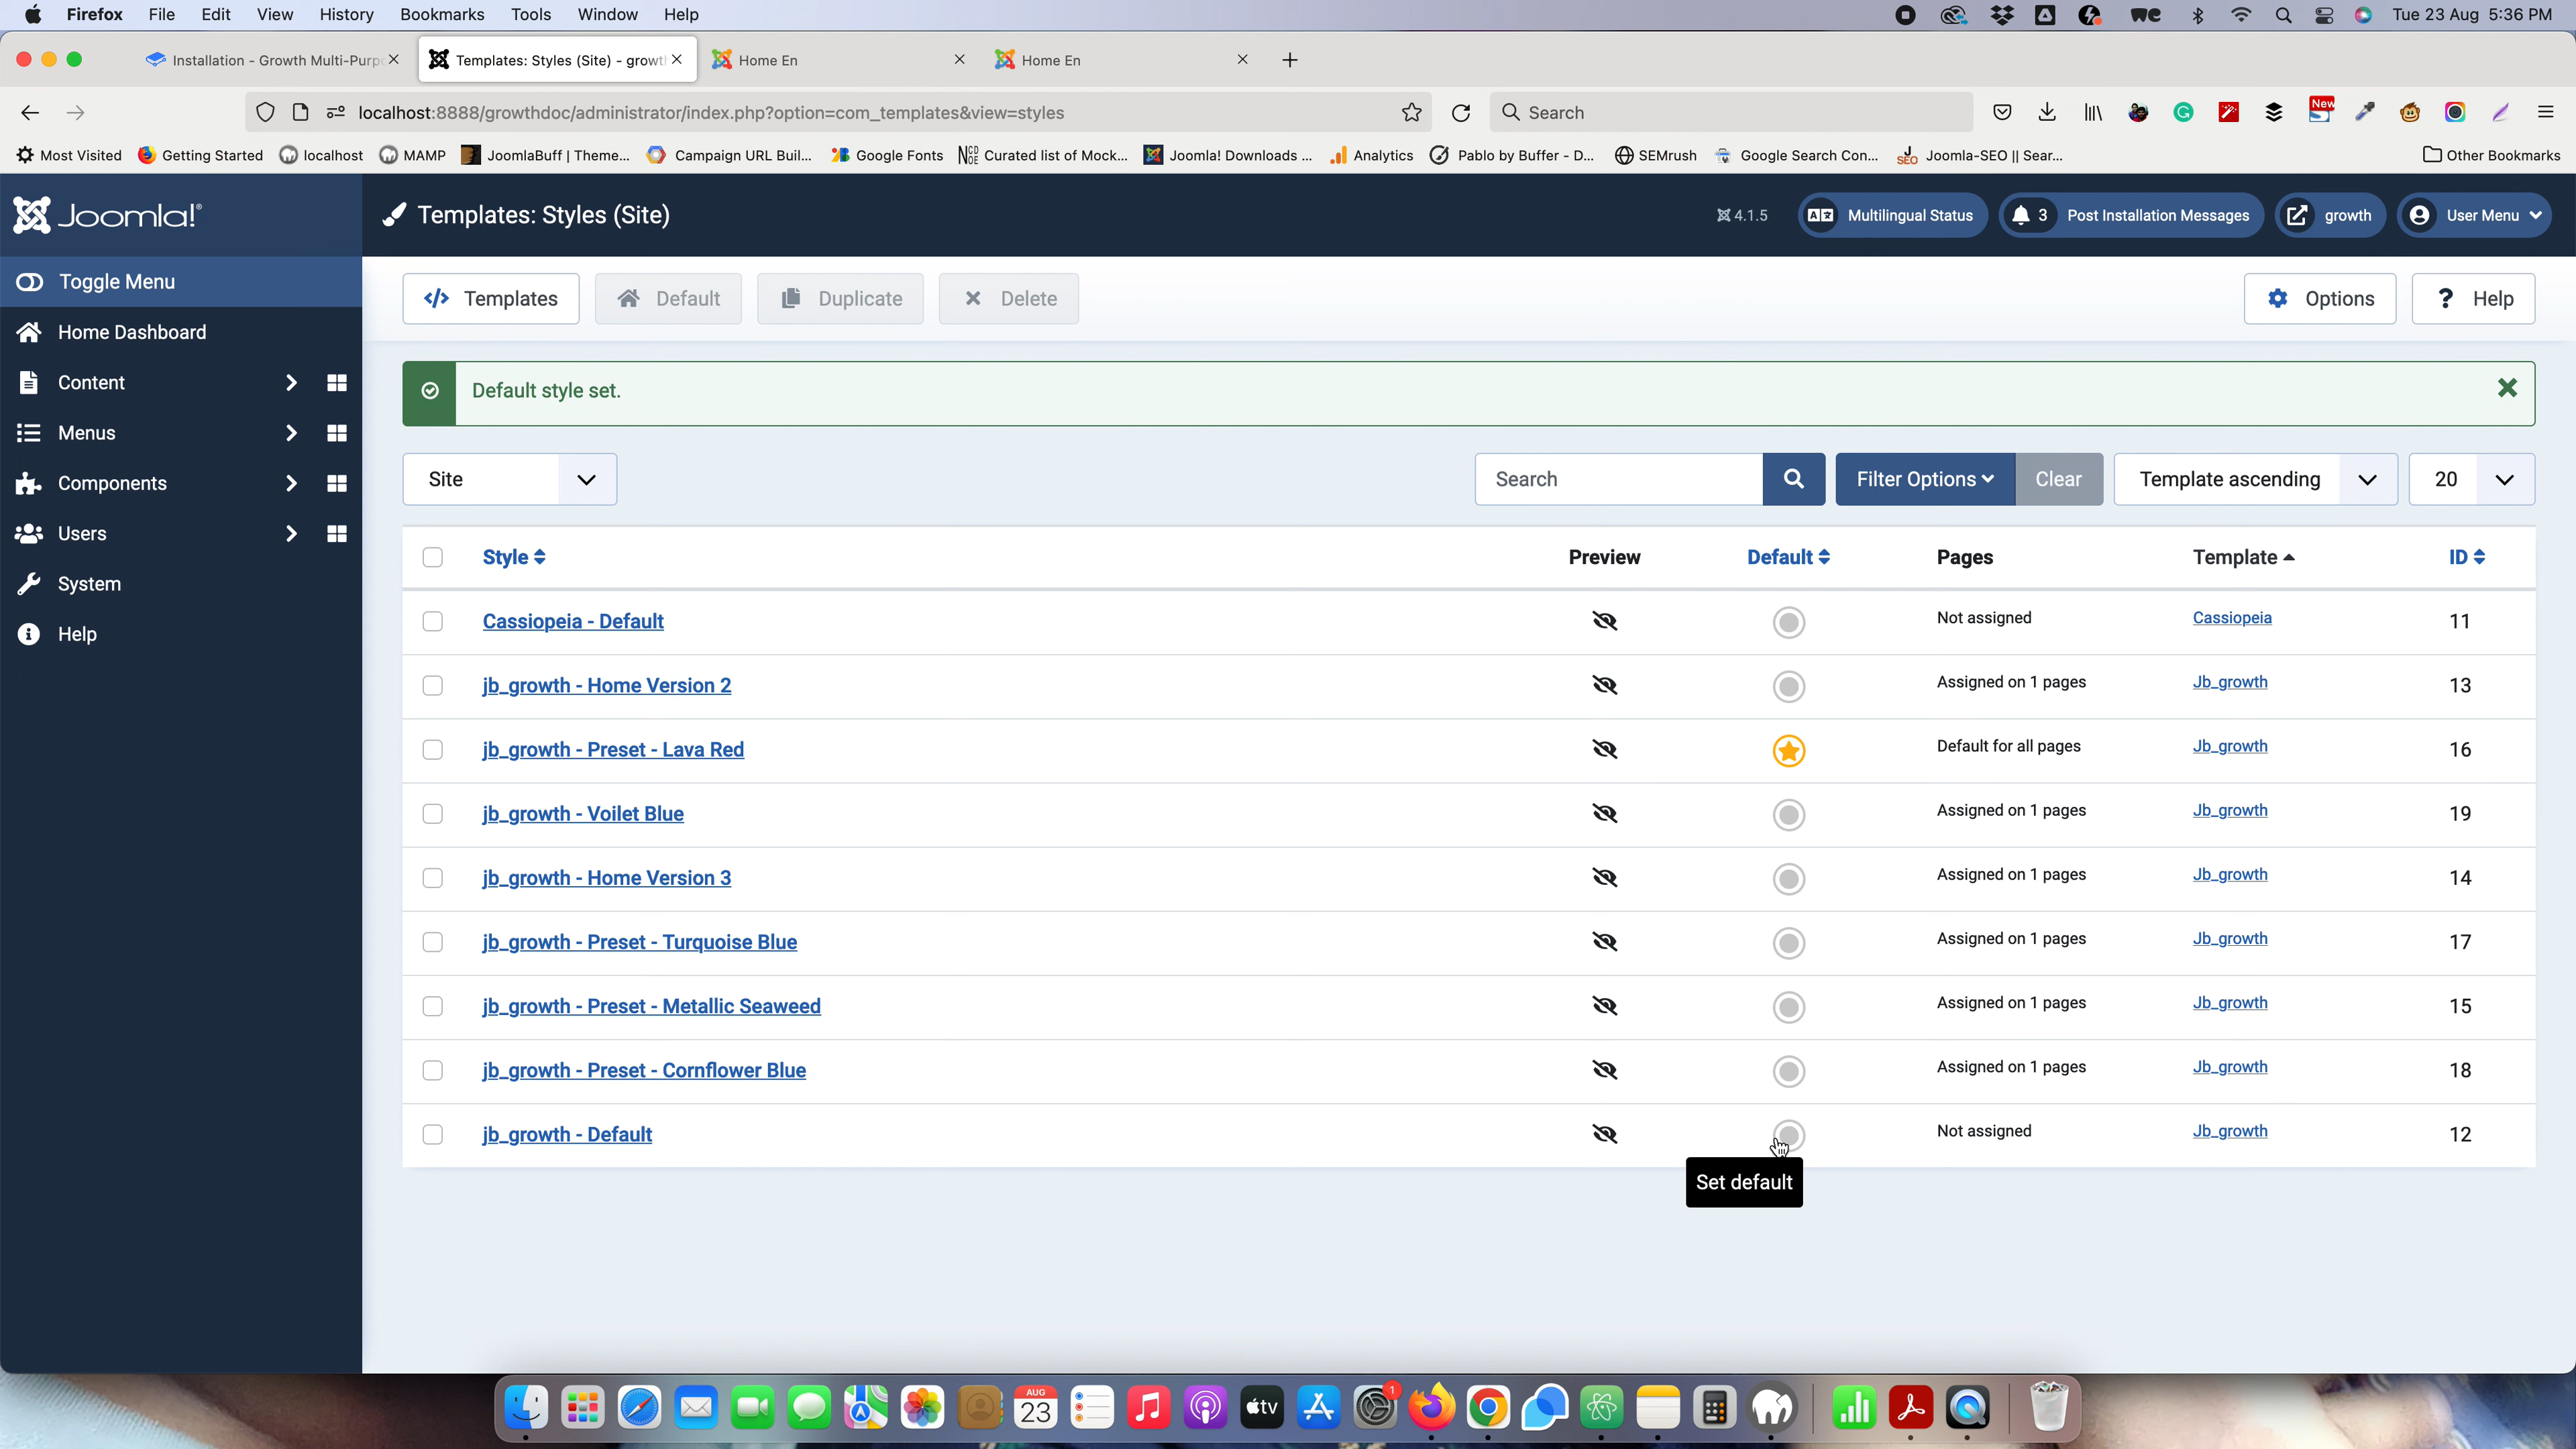 Firefox File Edit View History Bookmarks Tools Window Help Tue 23 Aug 5:36 PM
Installation - Growth Multi-Purp Templates: Styles (Site) - growt Home En Home En
localhost:8888/growthdoc/administrator/index.php?option=com_templates&view=styles Search New
Most Visited Getting Started localhost MAMP JoomlaBuff | Theme... Campaign URL Buil... Google Fonts Curated list of Mock... Joomla! Downloads ... Analytics Pablo by Buffer - D... SEMrush Google Search Con... Joomla-SEO || Sear... Other Bookmarks
Joomla!® Templates: Styles (Site) 4.1.5 Multilingual Status 3 Post Installation Messages growth User Menu
Toggle Menu
Home Dashboard
Content
Menus
Components
Users
System
Help
Templates Default Duplicate Delete Options Help
Default style set.
Site Search Filter Options Clear Template ascending 20
Style Preview Default Pages Template ID
Cassiopeia - Default Not assigned Cassiopeia 11
jb_growth - Home Version 2 Assigned on 1 pages Jb_growth 13
jb_growth - Preset - Lava Red Default for all pages Jb_growth 16
jb_growth - Voilet Blue Assigned on 1 pages Jb_growth 19
jb_growth - Home Version 3 Assigned on 1 pages Jb_growth 14
jb_growth - Preset - Turquoise Blue Assigned on 1 pages Jb_growth 17
jb_growth - Preset - Metallic Seaweed Assigned on 1 pages Jb_growth 15
jb_growth - Preset - Cornflower Blue Assigned on 1 pages Jb_growth 18
jb_growth - Default Not assigned Jb_growth 12
Set default
AUG
23
tv
1